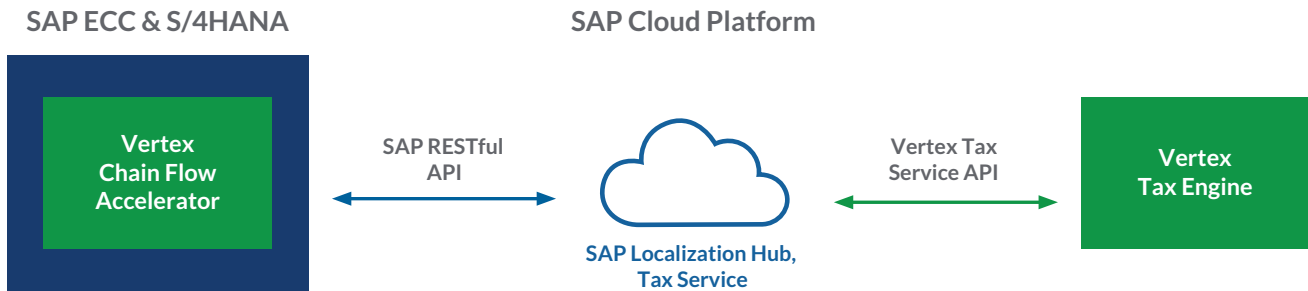 SAP ECC & S/4HANA
SAP Cloud Platform
Vertex
Chain Flow
Accelerator
SAP RESTful
API
SAP Localization Hub,
Tax Service
Vertex Tax
Service API
Vertex
Tax Engine